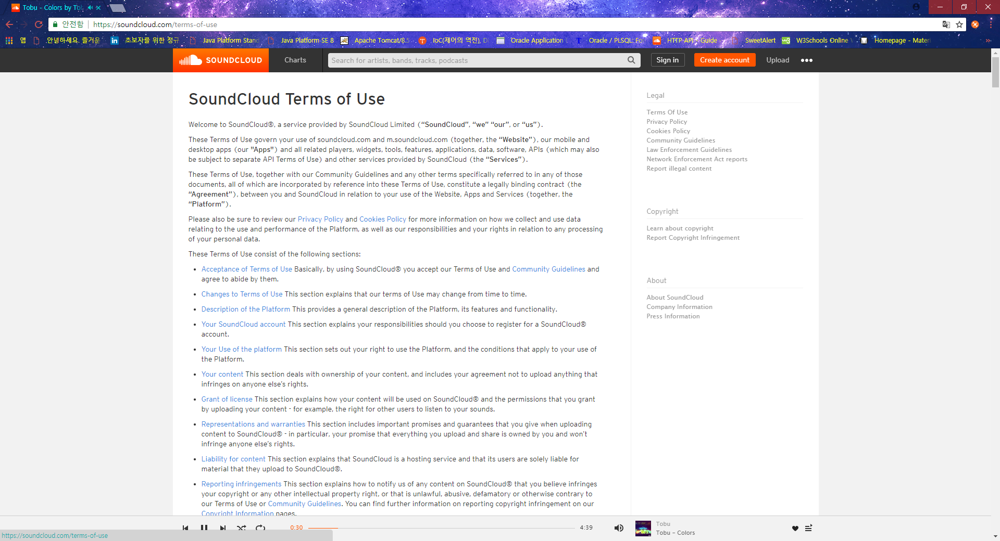 Tobu - Colors by Tob
안전함 https://soundcloud.com/terms-of-use
앱 안녕하세요. 즐거운 초보자를 위한 정규 Java Platform Stand Java Platform SE 8 Apache Tomcat/8.5 IoC(제어의 역전), D Oracle Application Oracle / PLSQL: HTTP API - Guide SweetAlert W3Schools Online Homepage - Materi
SOUNDCLOUD Charts Search for artists, bands, tracks, podcasts Sign in Create account Upload
SoundCloud Terms of Use
Welcome to SoundCloud®, a service provided by SoundCloud Limited (“SoundCloud”, “we” “our”, or “us”).
These Terms of Use govern your use of soundcloud.com and m.soundcloud.com (together, the “Website”), our mobile and
desktop apps (our "Apps") and all related players, widgets, tools, features, applications, data, software, APIs (which may also
be subject to separate API Terms of Use) and other services provided by SoundCloud (the “Services”).
These Terms of Use, together with our Community Guidelines and any other terms specifically referred to in any of those
documents, all of which are incorporated by reference into these Terms of Use, constitute a legally binding contract (the
“Agreement”), between you and SoundCloud in relation to your use of the Website, Apps and Services (together, the
“Platform”).
Please also be sure to review our Privacy Policy and Cookies Policy for more information on how we collect and use data
relating to the use and performance of the Platform, as well as our responsibilities and your rights in relation to any processing
of your personal data.
These Terms of Use consist of the following sections:
• Acceptance of Terms of Use Basically, by using SoundCloud® you accept our Terms of Use and Community Guidelines and
agree to abide by them.
• Changes to Terms of Use This section explains that our terms of Use may change from time to time.
• Description of the Platform This provides a general description of the Platform, its features and functionality.
• Your SoundCloud account This section explains your responsibilities should you choose to register for a SoundCloud®
account.
• Your Use of the platform This section sets out your right to use the Platform, and the conditions that apply to your use of
the Platform.
• Your content This section deals with ownership of your content, and includes your agreement not to upload anything that
infringes on anyone else’s rights.
• Grant of license This section explains how your content will be used on SoundCloud® and the permissions that you grant
by uploading your content - for example, the right for other users to listen to your sounds.
• Representations and warranties This section includes important promises and guarantees that you give when uploading
content to SoundCloud® - in particular, your promise that everything you upload and share is owned by you and won’t
infringe anyone else’s rights.
• Liability for content This section explains that SoundCloud is a hosting service and that its users are solely liable for
material that they upload to SoundCloud®.
• Reporting infringements This section explains how to notify us of any content on SoundCloud® that you believe infringes
your copyright or any other intellectual property right, or that is unlawful, abusive, defamatory or otherwise contrary to
our Terms of Use or Community Guidelines. You can find further information on reporting copyright infringement on our
Copyright Information pages.
Legal
Terms Of Use
Privacy Policy
Cookies Policy
Community Guidelines
Law Enforcement Guidelines
Network Enforcement Act reports
Report illegal content
Copyright
Learn about copyright
Report Copyright Infringement
About
About SoundCloud
Company Information
Press Information
0:30 4:39
Tobu
Tobu - Colors
https://soundcloud.com/terms-of-use